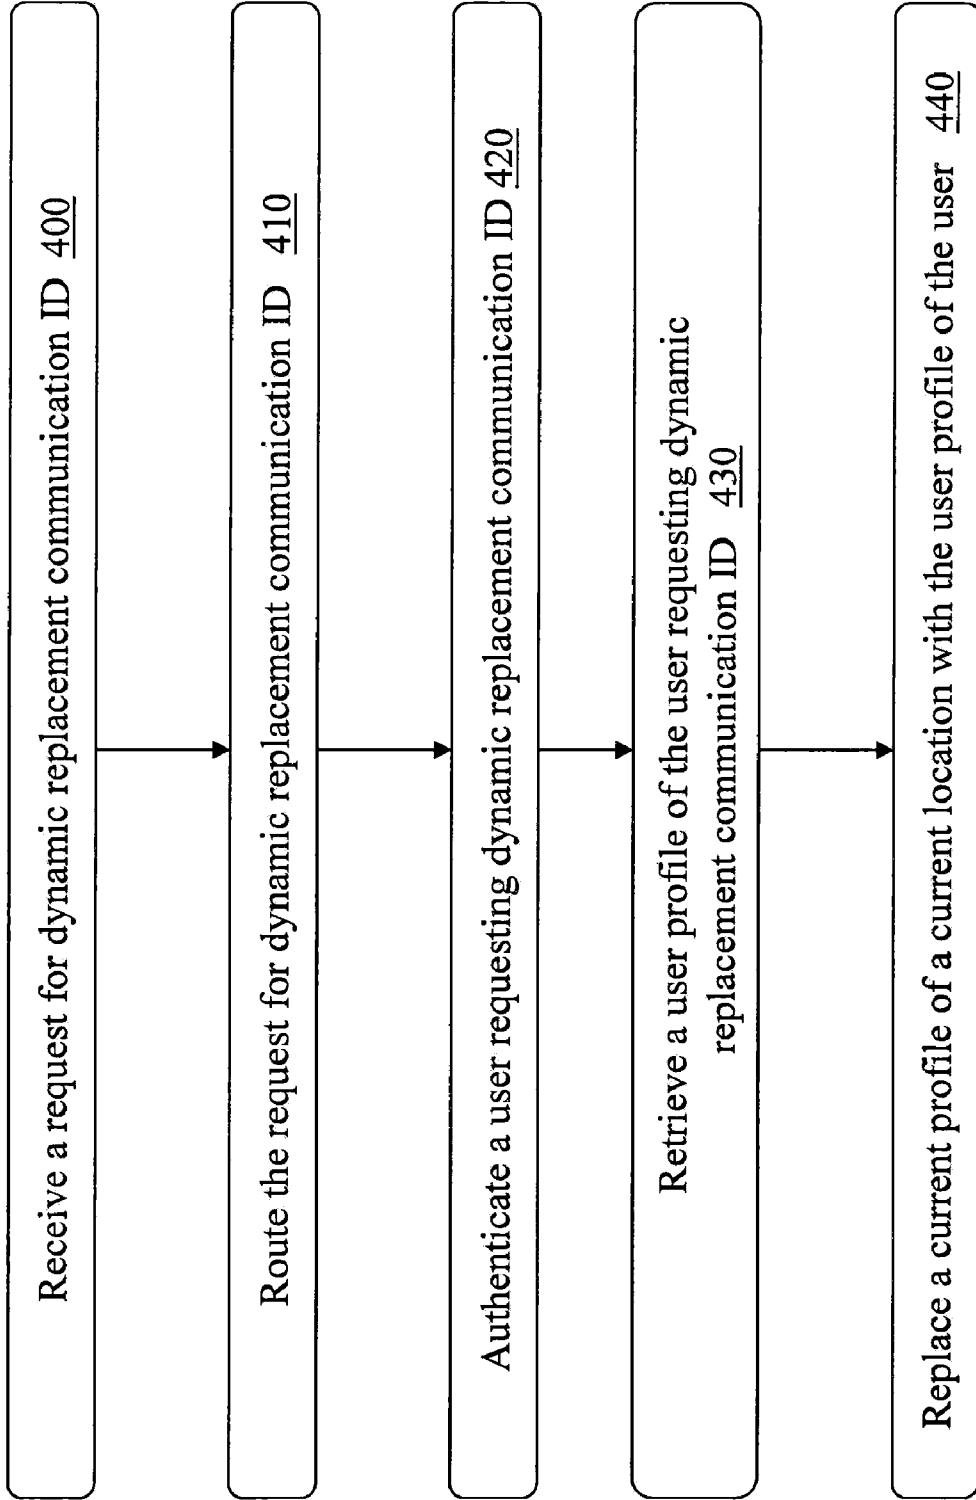 Receive a request for dynamic replacement communication ID 400
Route the request for dynamic replacement communication ID 410
Authenticate a user requesting dynamic replacement communication ID 420
Retrieve a user profile of the user requesting dynamic
replacement communication ID 430
Replace a current profile of a current location with the user profile of the user 440